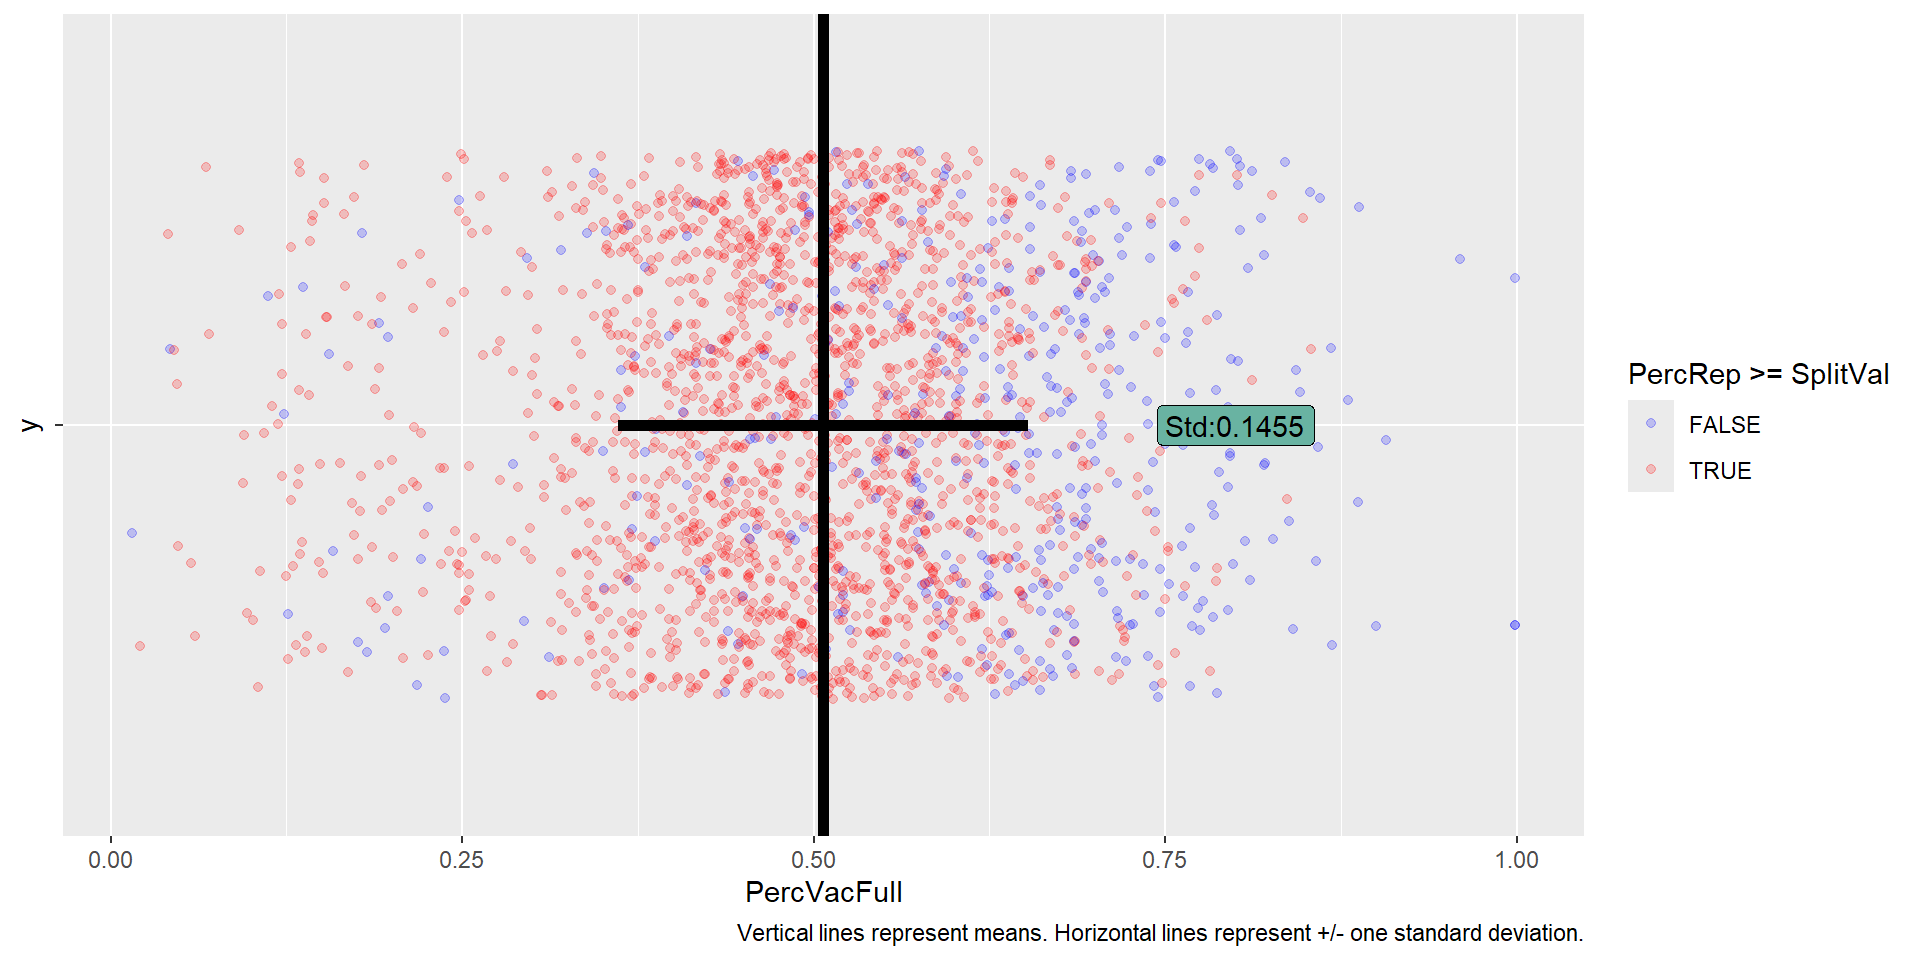 y
Std:0.1455
0.00 0.25 0.50 0.75 1.00
PercVacFull
Vertical lines represent means. Horizontal lines represent +/- one standard deviation.
PercRep >= SplitVal
FALSE
TRUE